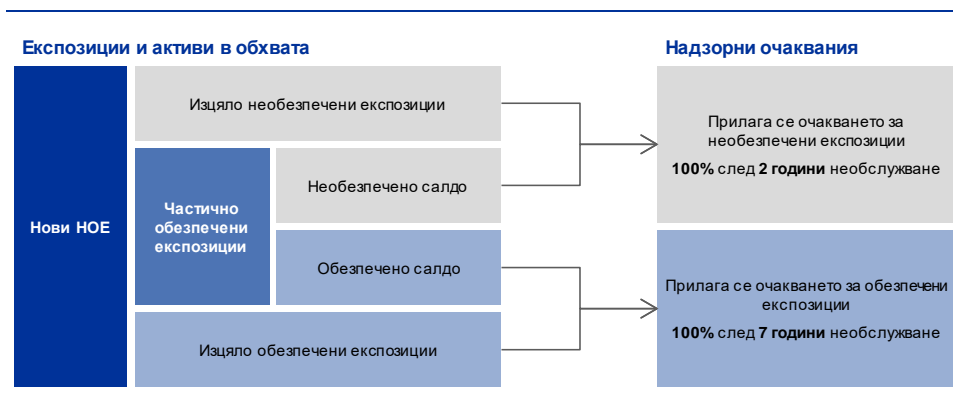 Експозиции и активи в обхвата
Надзорни очаквания
Нови НОЕ
Изцяло необезпечени експозиции
Частично
обезпечени
експозиции
Необезпечено салдо
Обезпечено салдо
Изцяло обезпечени експозиции
Прилага се очакването за
необезпечени експозиции
100% след 2 години необслужване
Прилага се очакването за обезпечени
експозиции
100% след 7 години необслужване